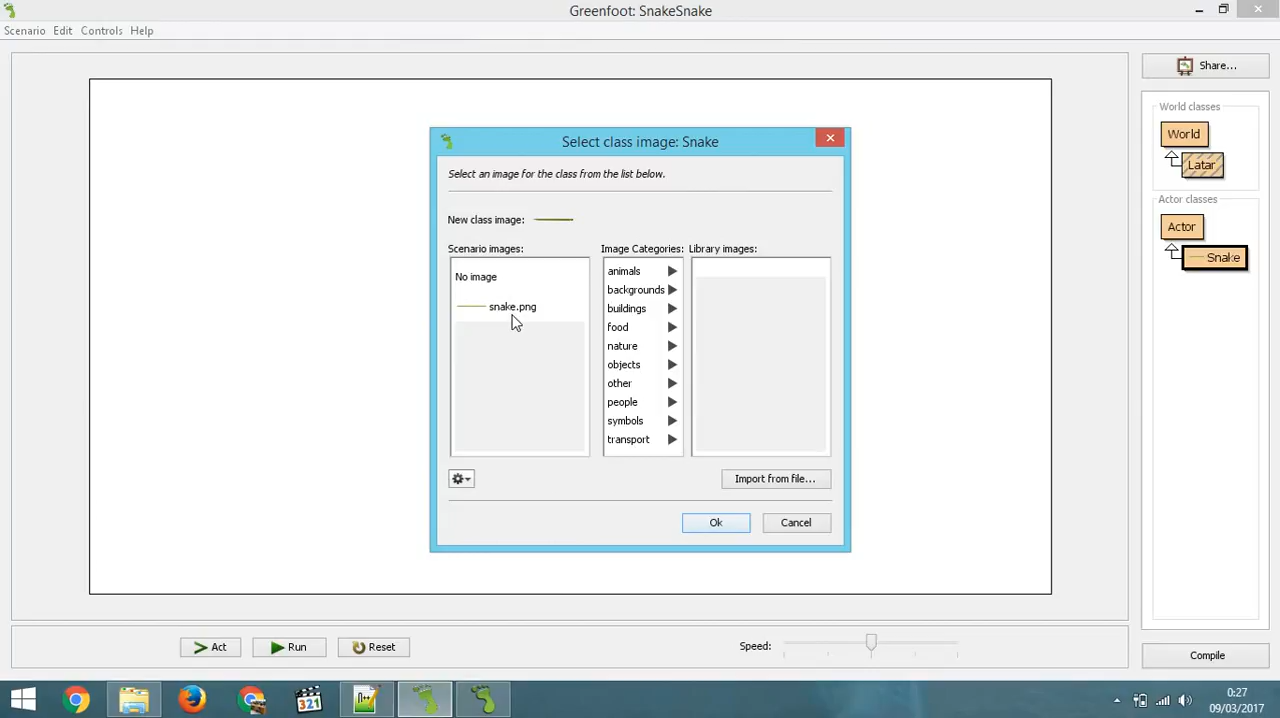 Greenfoot: SnakeSnake
Scenario Edit Controls Help
Share...
World classes
World
Latar
Actor classes
Actor
Snake
Select class image: Snake
Select an image for the class from the list below.
New class image:
Scenario images:
No image
snake.png
Image Categories:
animals
backgrounds
buildings
food
nature
objects
other
people
symbols
transport
Library images:
Import from file...
Ok
Cancel
Act
Run
Reset
Speed:
Compile
321
0:27
09/03/2017